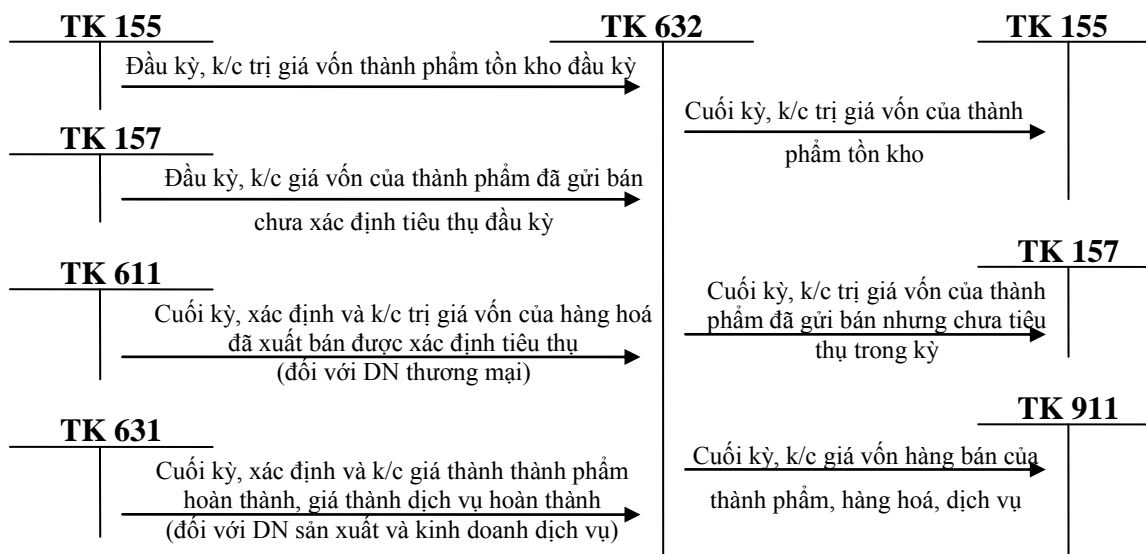 TK 155
TK 632
TK 155
Đầu kỳ, k/c trị giá vốn thành phẩm tồn kho đầu kỳ
Cuối kỳ, k/c trị giá vốn của thành
phẩm tồn kho
TK 157
Đầu kỳ, k/c giá vốn của thành phẩm đã gửi bán
chưa xác định tiêu thụ đầu kỳ
TK 157
TK 611
Cuối kỳ, xác định và k/c trị giá vốn của hàng hoá
đã xuất bán được xác định tiêu thụ
(đối với DN thương mại)
Cuối kỳ, k/c trị giá vốn của thành
phẩm đã gửi bán nhưng chưa tiêu
thụ trong kỳ
TK 911
TK 631
Cuối kỳ, xác định và k/c giá thành thành phẩm
hoàn thành, giá thành dịch vụ hoàn thành
(đối với DN sản xuất và kinh doanh dịch vụ)
Cuối kỳ, k/c giá vốn hàng bán của
thành phẩm, hàng hoá, dịch vụ